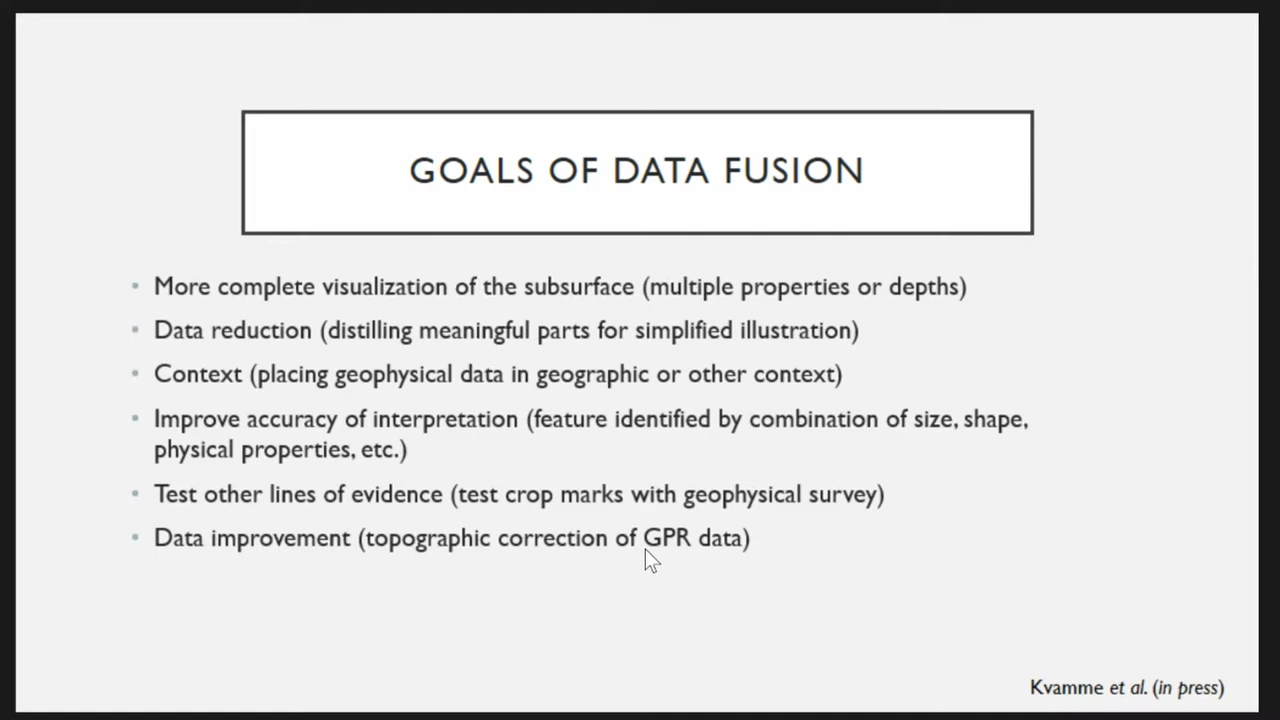 GOALS OF DATA FUSION
• More complete visualization of the subsurface (multiple properties or depths)
• Data reduction (distilling meaningful parts for simplified illustration)
• Context (placing geophysical data in geographic or other context)
• Improve accuracy of interpretation (feature identified by combination of size, shape,
physical properties, etc.)
• Test other lines of evidence (test crop marks with geophysical survey)
• Data improvement (topographic correction of GPR data)
Kvamme et al. (in press)